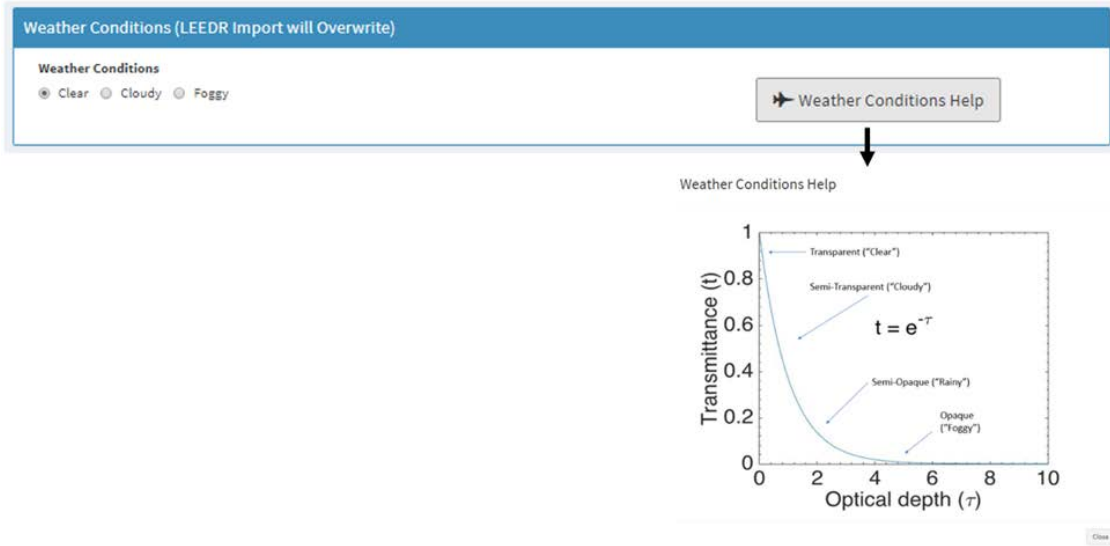 Weather Conditions (LEEDR Import will Overwrite)
Weather Conditions
Clear Cloudy Foggy
Weather Conditions Help
Weather Conditions Help
Transmittance (t)
1
0.8
0.6
0.4
0.2
0
Transparent ("Clear")
Semi-Transparent ("Cloudy")
t = e^-τ
Semi-Opaque ("Rainy")
Opaque
("Foggy")
0 2 4 6 8 10
Optical depth (τ)
Close